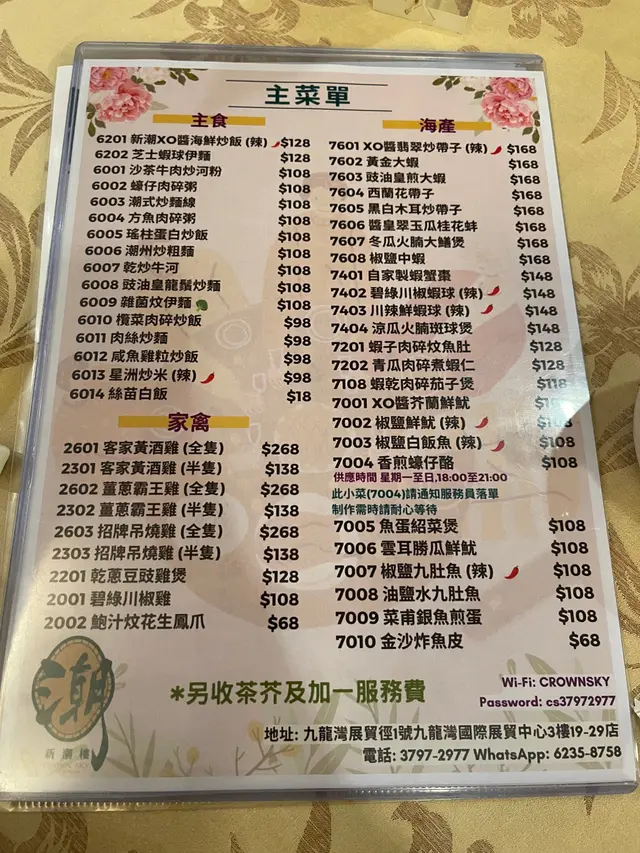 主菜單
主食
6201 新潮XO醬海鮮炒飯 (辣) $128
6202 芝士蝦球伊麵 $128
6001 沙茶牛肉炒河粉 $108
6002 蠔仔肉碎粥 $108
6003 潮式炒麵線 $108
6004 方魚肉碎粥 $108
6005 瑤柱蛋白炒飯 $108
6006 潮州炒粗麵 $108
6007 乾炒牛河 $108
6008 豉油皇龍鬚炒麵 $108
6009 雜菌炆伊麵 $108
6010 欖菜肉碎炒飯 $98
6011 肉絲炒麵 $98
6012 咸魚雞粒炒飯 $98
6013 星洲炒米 (辣) $98
6014 絲苗白飯 $18
家禽
2601 客家黃酒雞 (全隻) $268
2301 客家黃酒雞 (半隻) $138
2602 薑蔥霸王雞 (全隻) $268
2302 薑蔥霸王雞 (半隻) $138
2603 招牌吊燒雞 (全隻) $268
2303 招牌吊燒雞 (半隻) $138
2201 乾蔥豆豉雞煲 $128
2001 碧綠川椒雞 $108
2002 鮑汁炆花生鳳爪 $68
海產
7601 XO醬翡翠炒帶子 (辣) $168
7602 黃金大蝦 $168
7603 豉油皇煎大蝦 $168
7604 西蘭花帶子 $168
7605 黑白木耳炒帶子 $168
7606 醬皇翠玉瓜桂花蚌 $168
7607 冬瓜火腩大鱔煲 $168
7608 椒鹽中蝦 $168
7401 自家製蝦蟹棗 $148
7402 碧綠川椒蝦球 (辣) $148
7403 川辣鮮蝦球 (辣) $148
7404 涼瓜火腩斑球煲 $148
7201 蝦子肉碎炆魚肚 $128
7202 青瓜肉碎煮蝦仁 $128
7108 蝦乾肉碎茄子煲 $118
7001 XO醬芥蘭鮮魷
7002 椒鹽鮮魷 (辣) $108
7003 椒鹽白飯魚 (辣) $108
7004 香煎蠔仔酪 $108
供應時間 星期一至日,18:00至21:00
此小菜(7004)請通知服務員落單
制作需時請耐心等待
7005 魚蛋紹菜煲 $108
7006 雲耳勝瓜鮮魷 $108
7007 椒鹽九肚魚 (辣) $108
7008 油鹽水九肚魚 $108
7009 菜甫銀魚煎蛋 $108
7010 金沙炸魚皮 $68
潮
新潮樓
*另收茶芥及加一服務費
Wi-Fi: CROWNSKY
Password: cs37972977
地址: 九龍灣展貿徑1號九龍灣國際展貿中心3樓19-29店
電話: 3797-2977 WhatsApp: 6235-8758